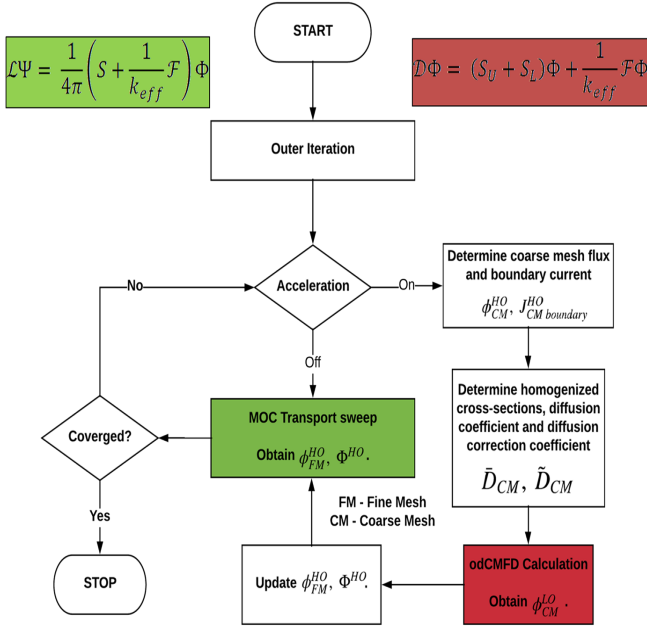 START
ℒΨ = 1/4π (S + 1/k_eff ℱ) Φ
𝒟Φ = (S_U + S_L)Φ + 1/k_eff ℱΦ
Outer Iteration
Acceleration
No
On
Off
Determine coarse mesh flux
and boundary current
ϕ_CM^HO, J_CM boundary^HO
Determine homogenized
cross-sections, diffusion
coefficient and diffusion
correction coefficient
D̄_CM, D̃_CM
MOC Transport sweep
Obtain ϕ_FM^HO, Φ^HO.
Coverged?
FM - Fine Mesh
CM - Coarse Mesh
Yes
STOP
Update ϕ_FM^HO, Φ^HO.
odCMFD Calculation
Obtain ϕ_CM^LO .